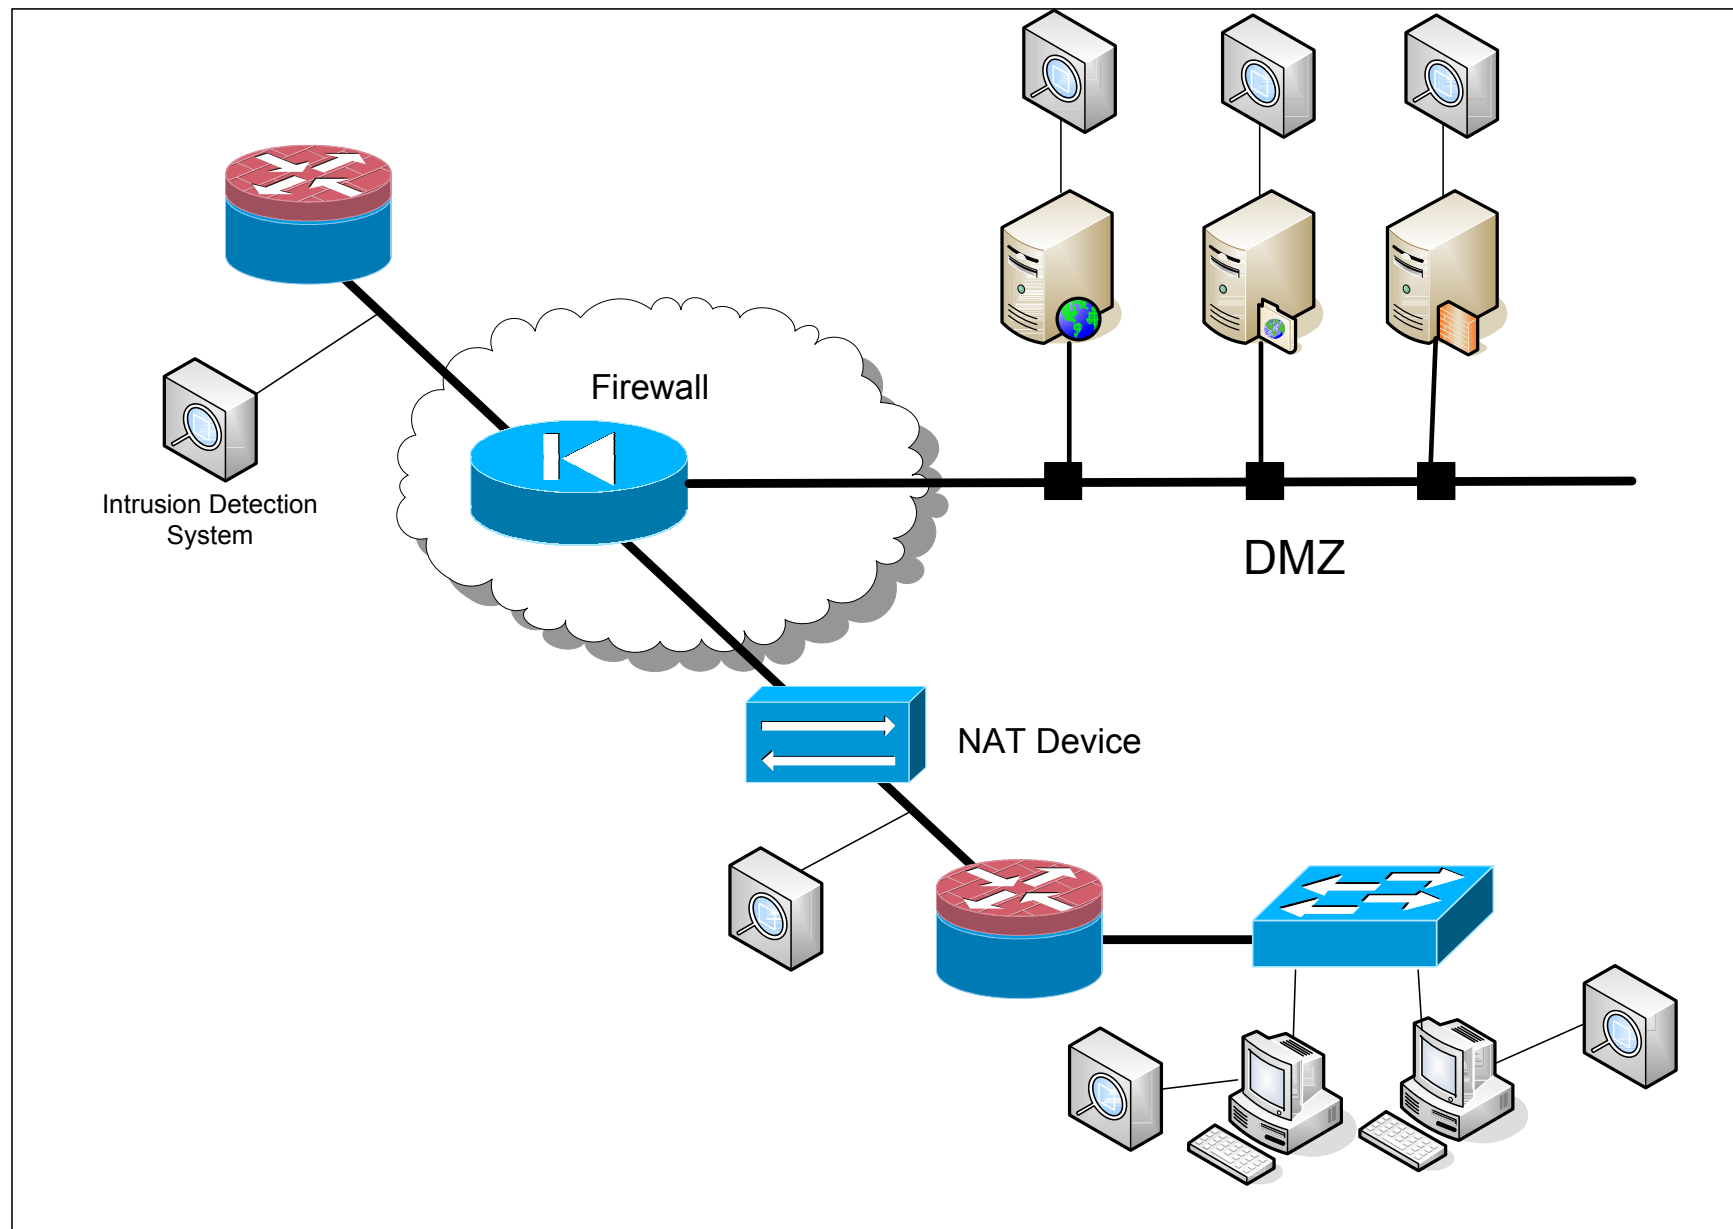 Firewall
Intrusion Detection
System
DMZ
NAT Device